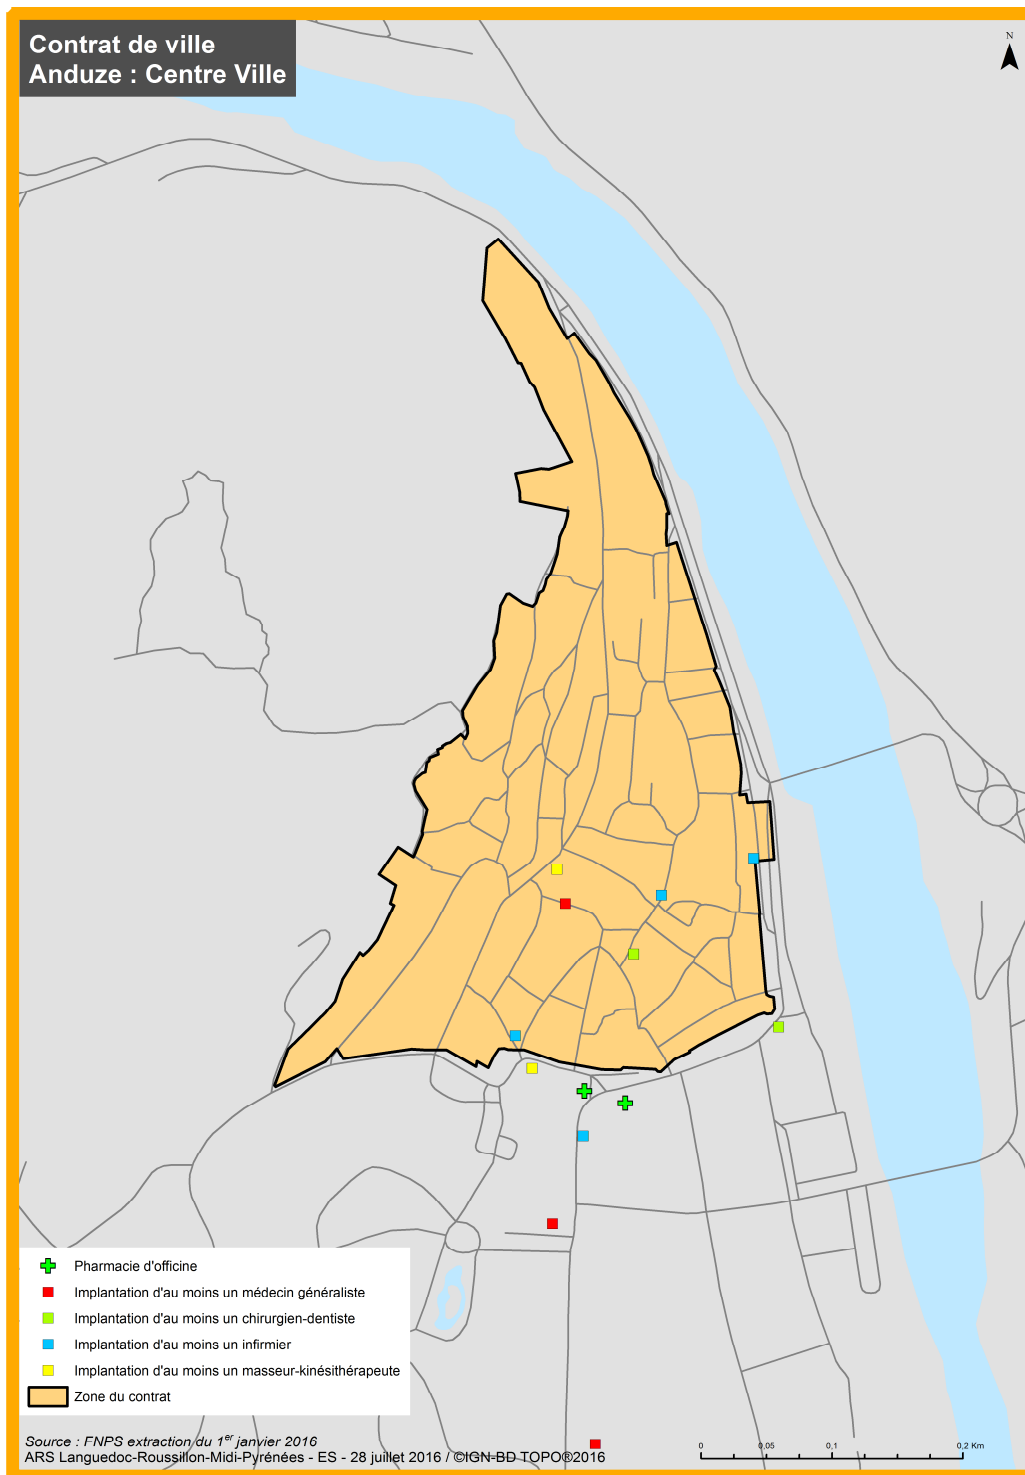 Contrat de ville
Anduze : Centre Ville
N
Pharmacie d'officine
Implantation d'au moins un médecin généraliste
Implantation d'au moins un chirurgien-dentiste
Implantation d'au moins un infirmier
Implantation d'au moins un masseur-kinésithérapeute
Zone du contrat
Source : FNPS extraction du 1er janvier 2016
ARS Languedoc-Roussillon-Midi-Pyrénées - ES - 28 juillet 2016 / ©IGN-BD TOPO®2016
0 0,05 0,1 0,2 Km